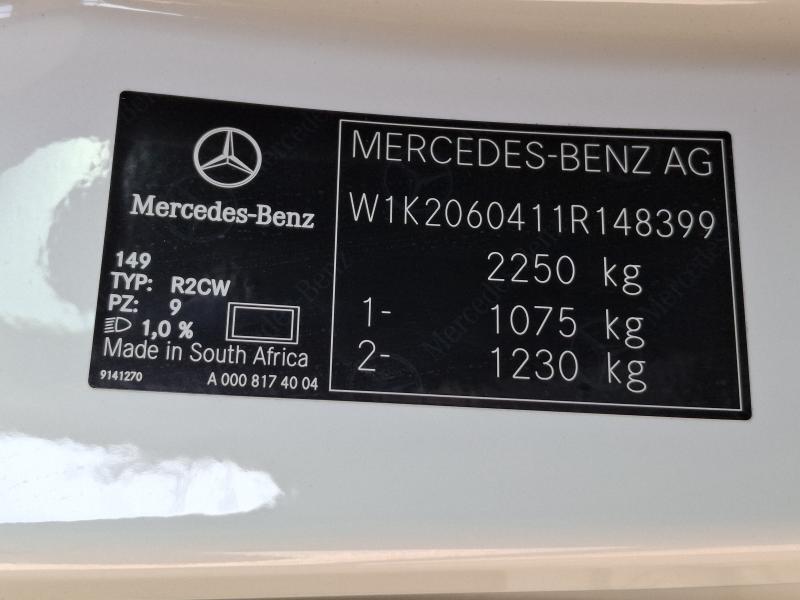 Mercedes-Benz
149
TYP: R2CW
PZ: 9
1,0 %
Made in South Africa
9141270 A 000 817 40 04
MERCEDES-BENZ AG
W1K2060411R148399
2250 kg
1- 1075 kg
2- 1230 kg